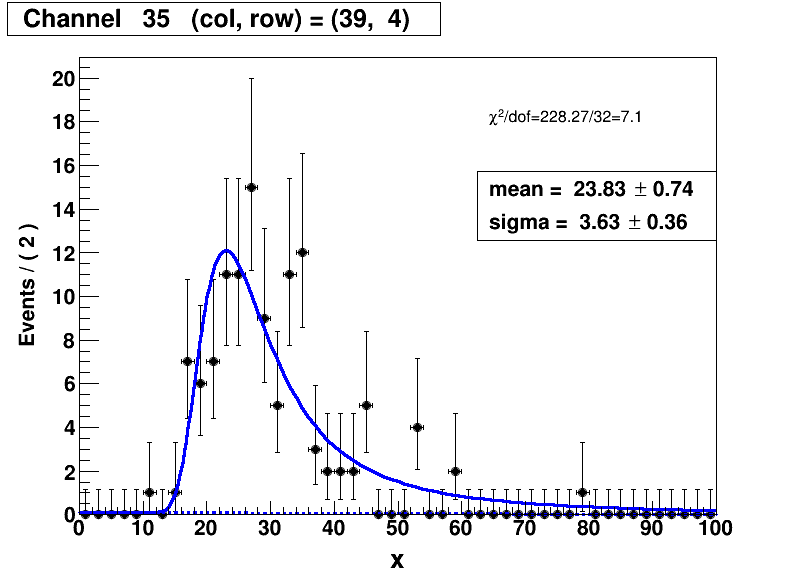 Channel 35 (col, row) = (39, 4)
χ²/dof=228.27/32=7.1
mean = 23.83 ± 0.74
sigma = 3.63 ± 0.36
Events / ( 2 )
20
18
16
14
12
10
8
6
4
2
0
0 10 20 30 40 50 60 70 80 90 100
x